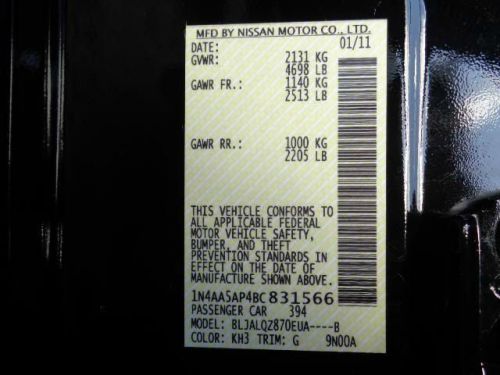 MFD BY NISSAN MOTOR CO., LTD.
DATE: 01/11
GVWR: 2131 KG
4698 LB
GAWR FR.: 1140 KG
2513 LB
GAWR RR.: 1000 KG
2205 LB
THIS VEHICLE CONFORMS TO
ALL APPLICABLE FEDERAL
MOTOR VEHICLE SAFETY,
BUMPER, AND THEFT
PREVENTION STANDARDS IN
EFFECT ON THE DATE OF
MANUFACTURE SHOWN ABOVE.
1N4AA5AP4BC831566
PASSENGER CAR 394
MODEL: BLJALQZ870EUA----B
COLOR: KH3 TRIM: G 9N00A